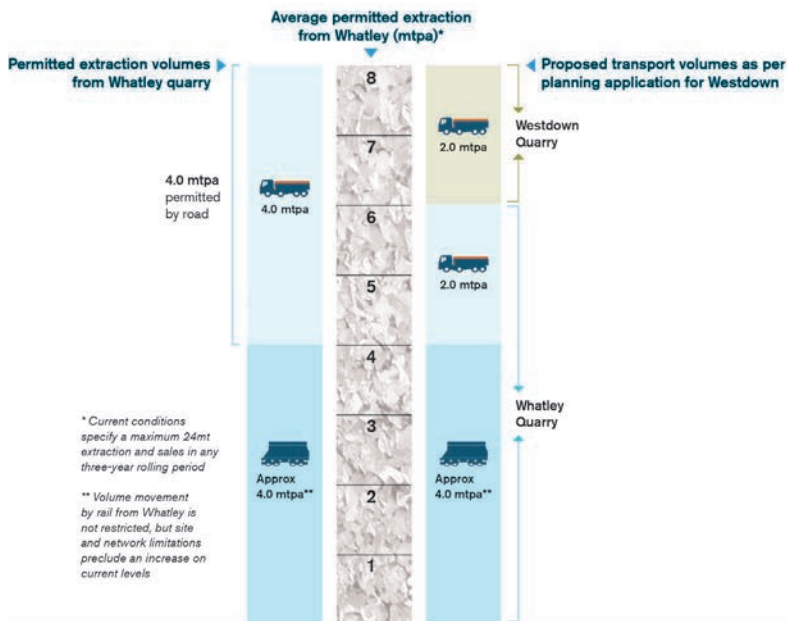 Average permitted extraction
from Whatley (mtpa)*
Permitted extraction volumes
from Whatley quarry
Proposed transport volumes as per
planning application for Westdown
8
7
6
5
4
3
2
1
4.0 mtpa
permitted
by road
4.0 mtpa
2.0 mtpa
Westdown
Quarry
2.0 mtpa
Whatley
Quarry
Approx
4.0 mtpa**
Approx
4.0 mtpa**
* Current conditions
specify a maximum 24mt
extraction and sales in any
three-year rolling period
** Volume movement
by rail from Whatley is
not restricted, but site
and network limitations
preclude an increase on
current levels